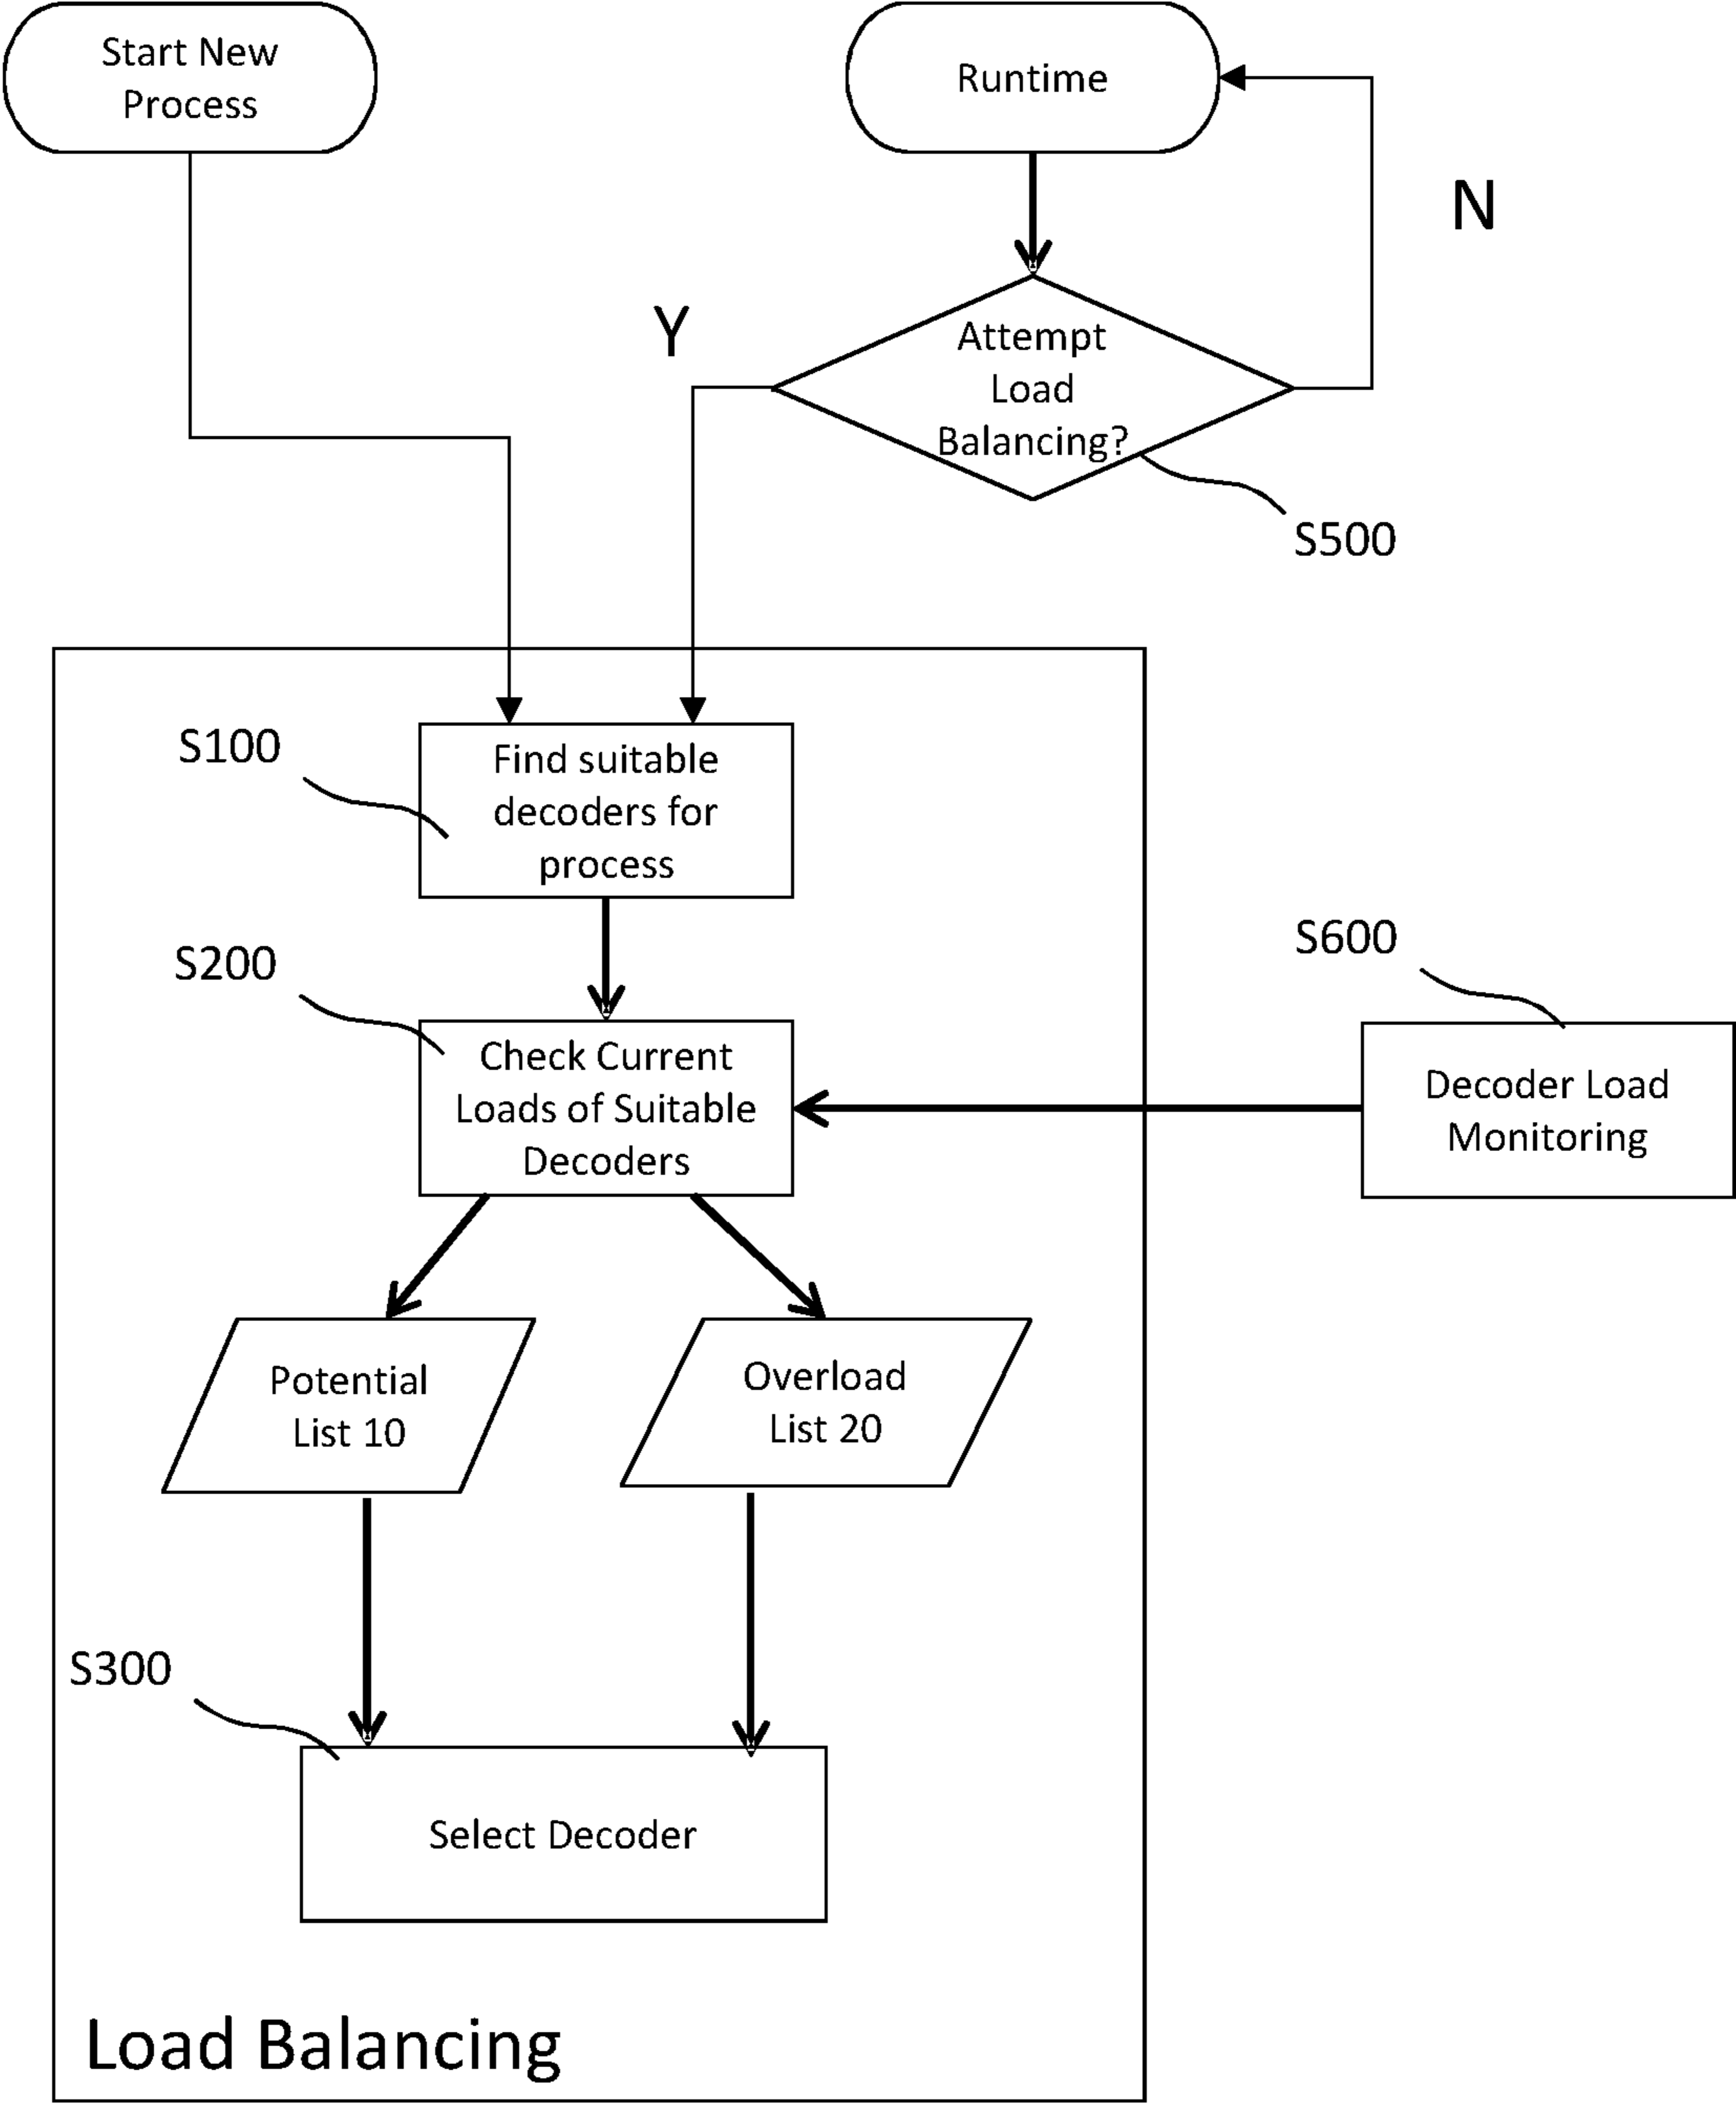 Start New
Process
Runtime
N
Y
Attempt
Load
Balancing?
S500
S100
Find suitable
decoders for
process
S200
Check Current
Loads of Suitable
Decoders
S600
Decoder Load
Monitoring
Potential
List 10
Overload
List 20
S300
Select Decoder
Load Balancing